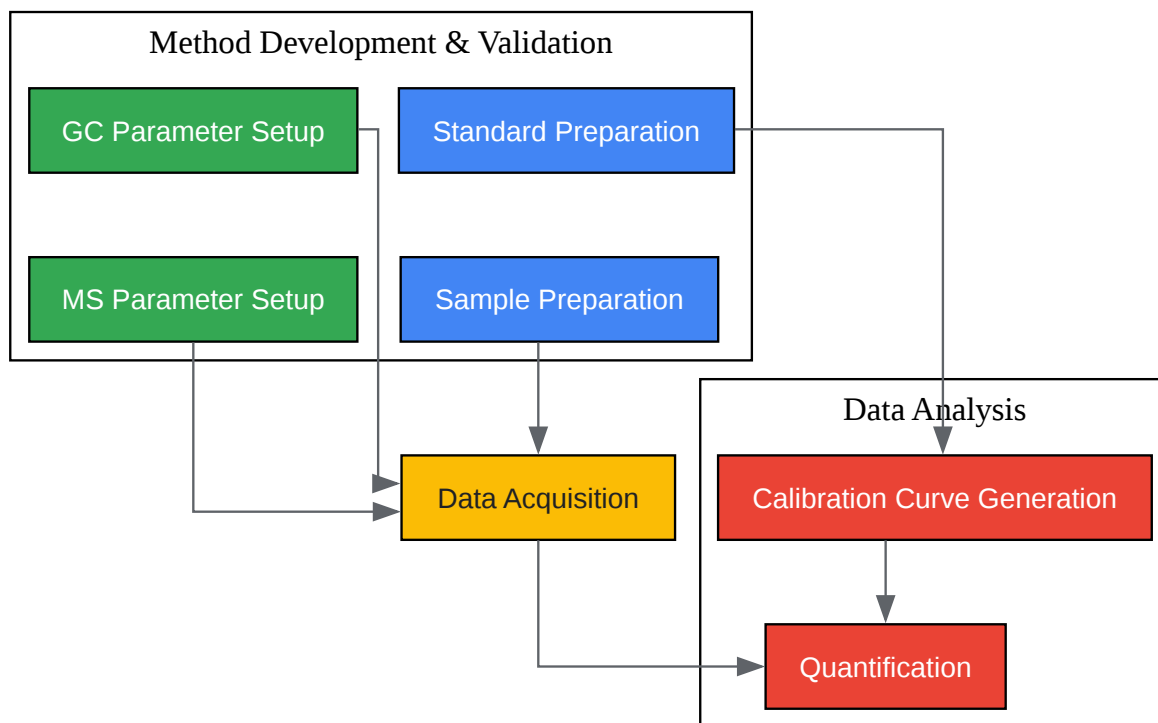 Method Development & Validation
GC Parameter Setup
Standard Preparation
MS Parameter Setup
Sample Preparation
Data Analysis
Data Acquisition
Calibration Curve Generation
Quantification